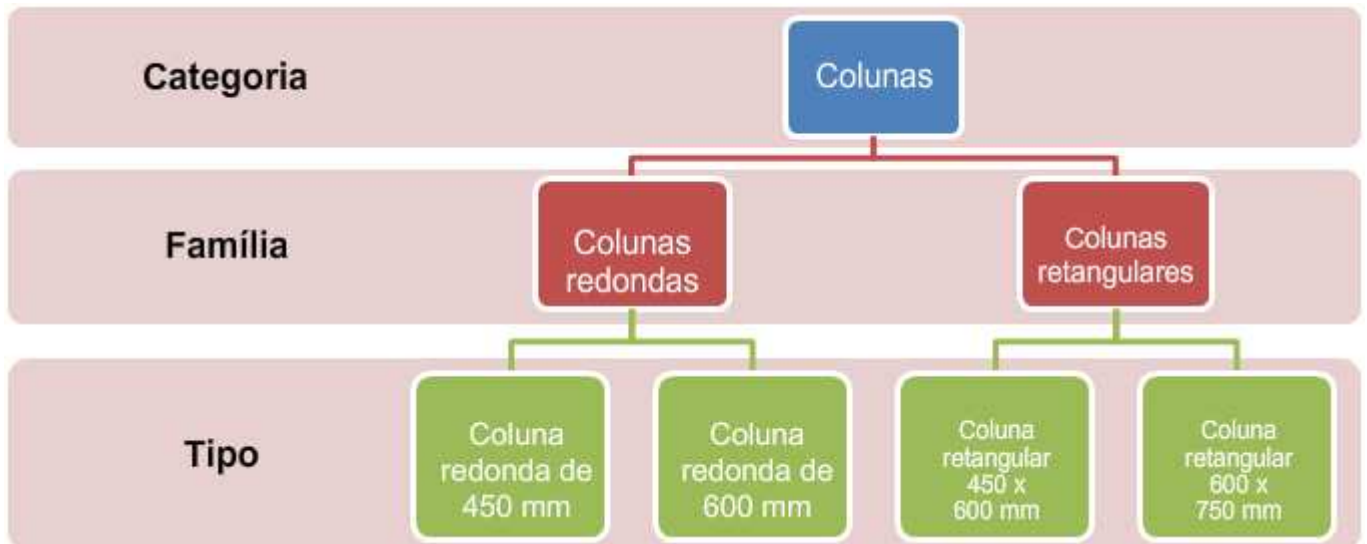 Categoria
Colunas
Família
Colunas
redondas
Colunas
retangulares
Tipo
Coluna
redonda de
450 mm
Coluna
redonda de
600 mm
Coluna
retangular
450 x
600 mm
Coluna
retangular
600 x
750 mm